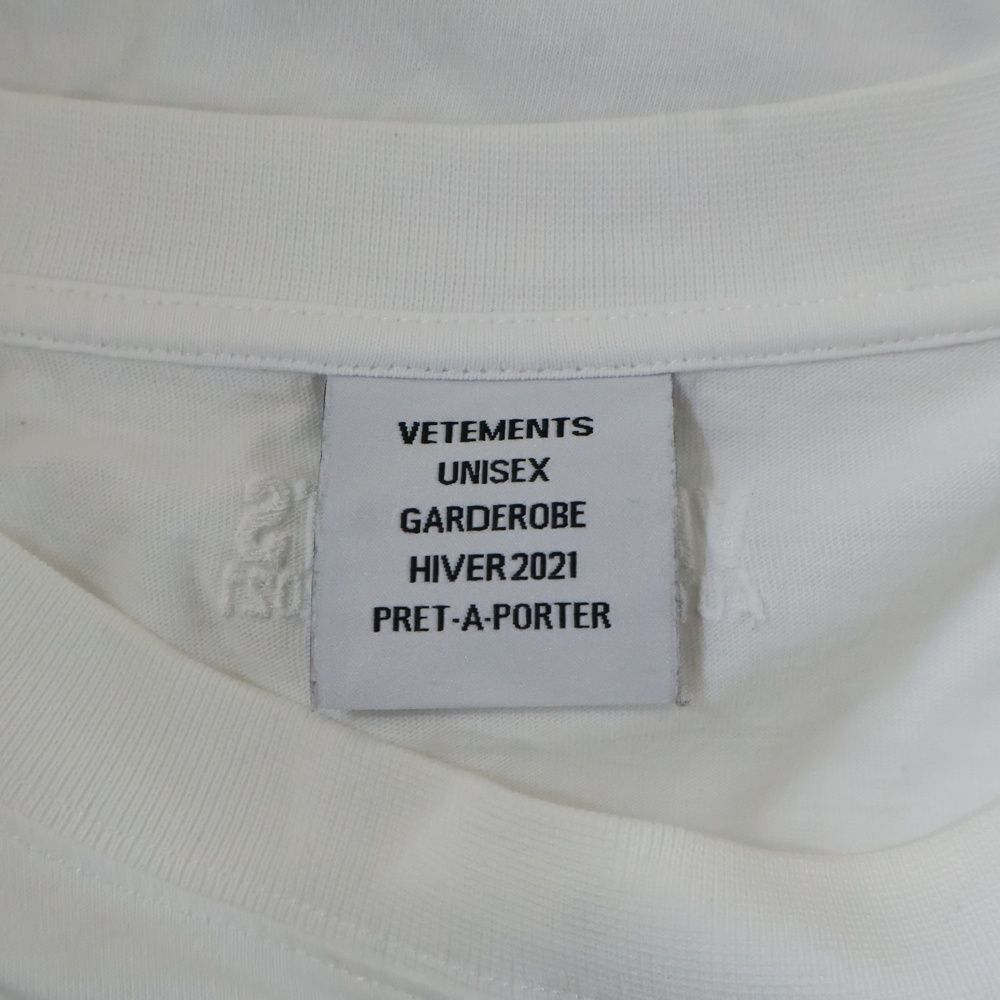 VETEMENTS
UNISEX
GARDEROBE
HIVER 2021
PRET-A-PORTER